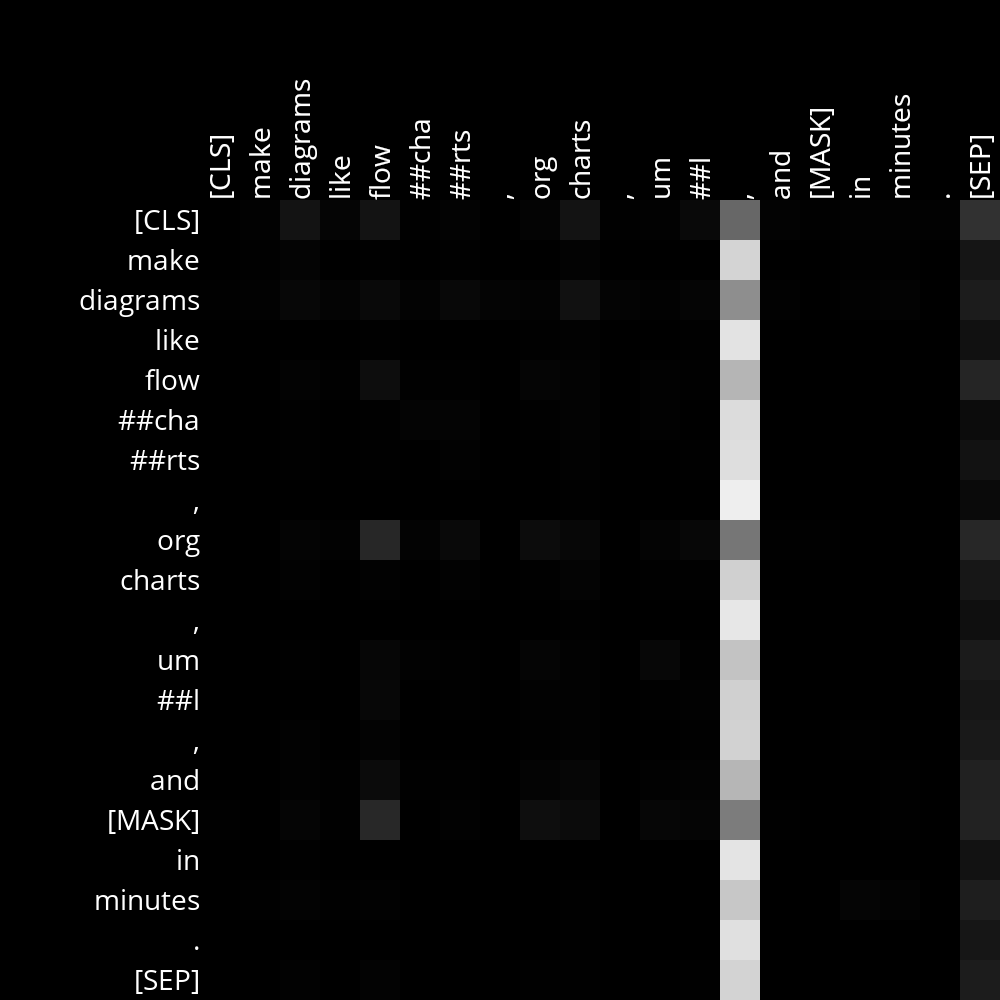 [CLS] make diagrams like flow ##cha ##rts , org charts , um ##l , and [MASK] in minutes . [SEP]
[CLS]
make
diagrams
like
flow
##cha
##rts
,
org
charts
,
um
##l
,
and
[MASK]
in
minutes
.
[SEP]